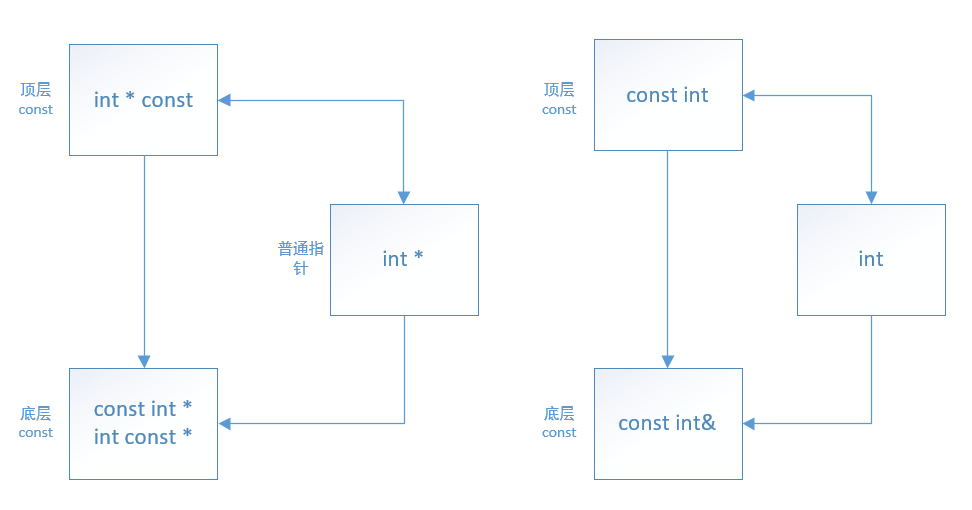 顶层
const
int * const
普通指
针
int *
底层
const
const int *
int const *
顶层
const
const int
int
底层
const
const int&